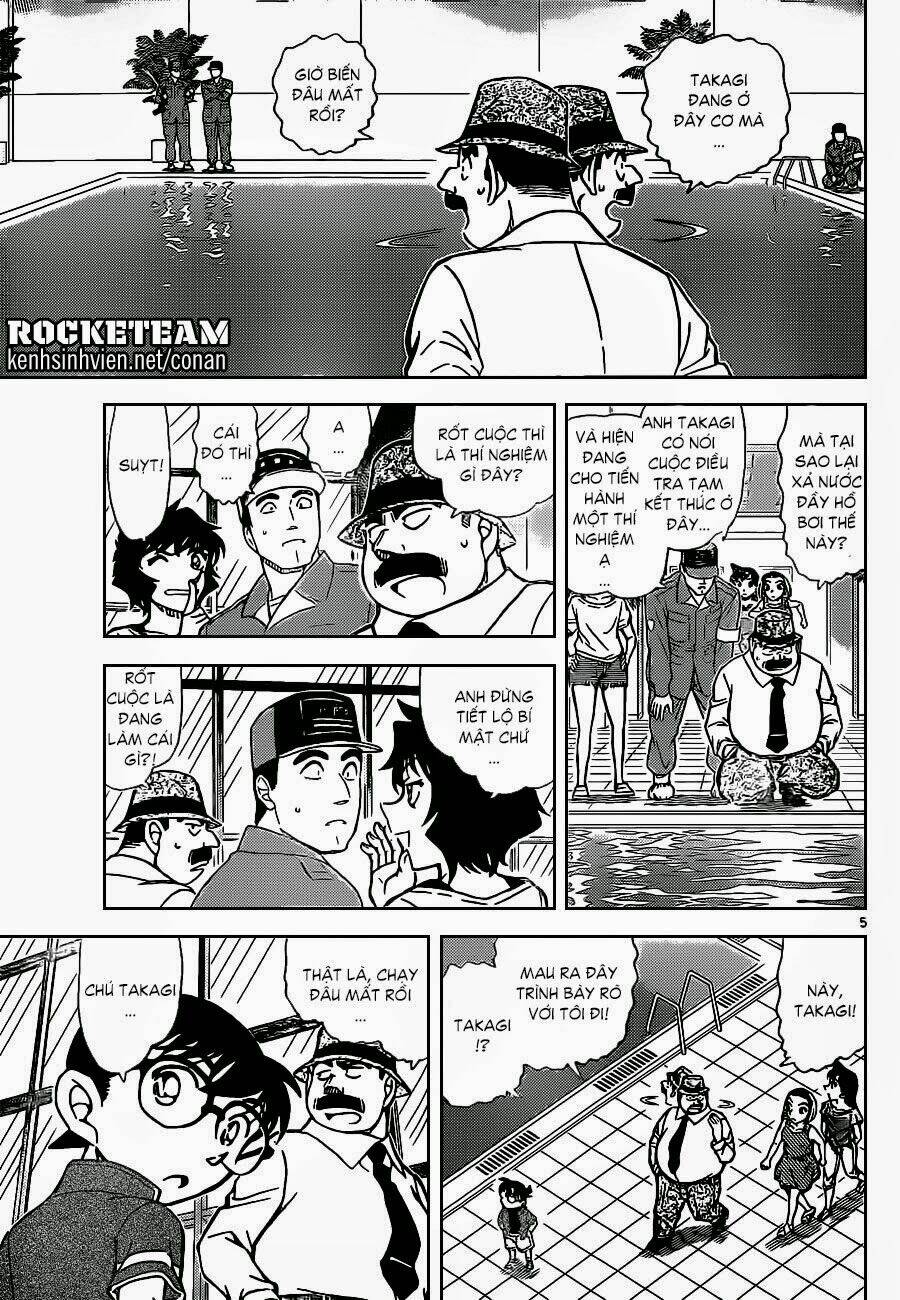 TAKAGI
ĐANG Ở
ĐÂY CƠ MÀ
...
GIỜ BIẾN
ĐÂU MẤT
RỒI?
ROCKETEAM
kenhsinhvien.net/conan
MÀ TẠI
SAO LẠI
XẢ NƯỚC
ĐẦY HỒ
BƠI THẾ
NÀY?
ANH TAKAGI
CÓ NÓI
CUỘC ĐIỀU
TRA TẠM
KẾT THÚC Ở
ĐÂY...
VÀ HIỆN
ĐANG
CHO TIẾN
HÀNH
MỘT THÍ
NGHIỆM
Ạ
...
RỐT CUỘC THÌ
LÀ THÍ NGHIỆM
GÌ ĐÂY?
A
...
CÁI
ĐÓ THÌ
...
SUỴT!
ANH ĐỪNG
TIẾT LỘ BÍ
MẬT CHỨ
...
RỐT
CUỘC LÀ
ĐANG
LÀM CÁI
GÌ?!
5
NÀY,
TAKAGI!
MAU RA ĐÂY
TRÌNH BÀY RÕ
VỚI TÔI ĐI!
TAKAGI
!?
THẬT LÀ, CHẠY
ĐÂU MẤT RỒI
...
CHÚ TAKAGI
...